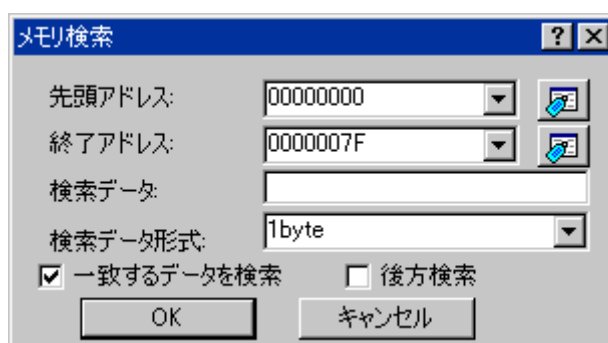 メモリ検索
先頭アドレス: 00000000
終了アドレス: 0000007F
検索データ:
検索データ形式: 1byte
一致するデータを検索 後方検索
OK キャンセル